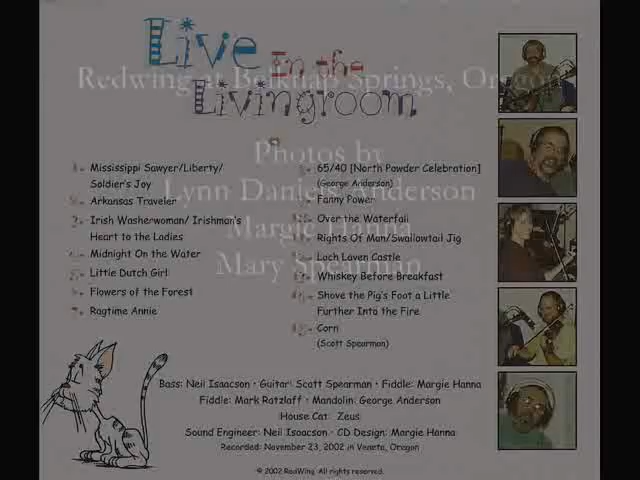 Live In the
Livingroom
Redwing at Belknap Springs, Oregon
Photos by
Lynn Daniels Anderson
Margie Hanna
Mary Spearman
Mississippi Sawyer/Liberty/
Soldier's Joy
Arkansas Traveler
Irish Washerwoman/ Irishman's
Heart to the Ladies
Midnight On the Water
Little Dutch Girl
Flowers of the Forest
7. Ragtime Annie
65/40 [North Powder Celebration]
(George Anderson)
Fanny Power
Over the Waterfall
Rights Of Man/Swallowtail Jig
Loch Laven Castle
Whiskey Before Breakfast
Shove the Pig's Foot a Little
Further Into the Fire
Corn
(Scott Spearman)
Bass: Neil Isaacson • Guitar: Scott Spearman • Fiddle: Margie Hanna
Fiddle: Mark Ratzlaff • Mandolin: George Anderson
House Cat: Zeus
Sound Engineer: Neil Isaacson • CD Design: Margie Hanna
Recorded: November 23, 2002 in Veneta, Oregon
© 2002 RedWing All rights reserved.